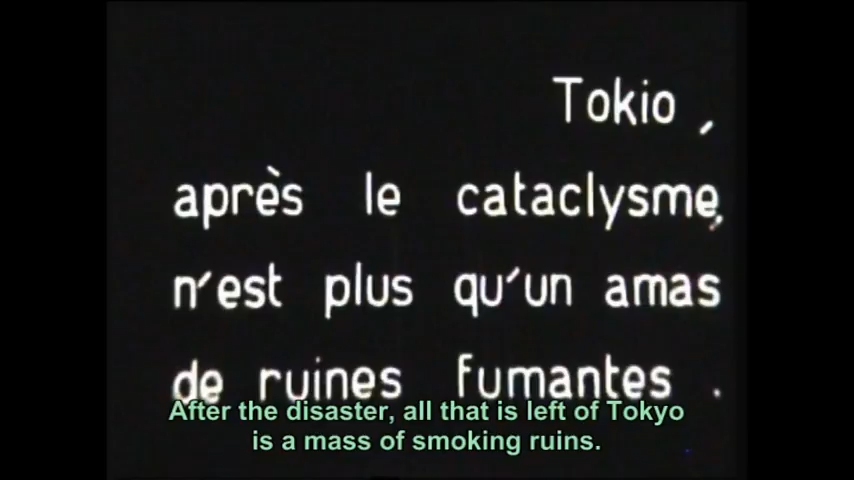 Tokio,
après le cataclysme,
n'est plus qu'un amas
de ruines fumantes.
After the disaster, all that is left of Tokyo
is a mass of smoking ruins.